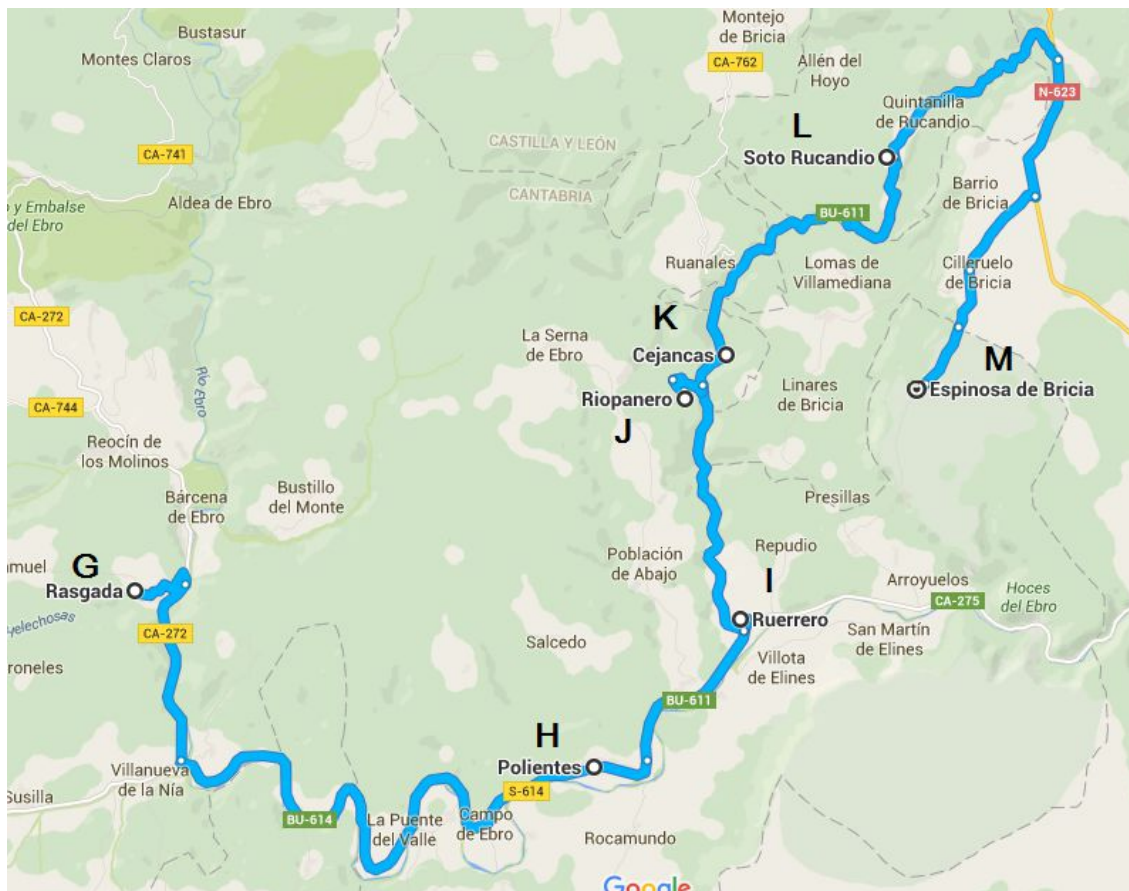 Bustasur
Montejo
de Bricia
Montes Claros
CA-762
Allén del
Hoyo
N-623
Quintanilla
de Rucandio
CASTILLA Y LEÓN
L
CA-741
Soto Rucandio
CANTABRIA
Barrio
de Bricia
Aldea de Ebro
o y Embalse
del Ebro
BU-611
Ruanales
Lomas de
Villamediana
Cilleruelo
de Bricia
CA-272
K
La Serna
de Ebro
Cejancas
M
Río Ebro
Linares
de Bricia
Espinosa de Bricia
Riopanero
CA-744
J
Reocín de
los Molinos
Bustillo
del Monte
Bárcena
de Ebro
Presillas
Repudio
Población
de Abajo
G
amuel
Rasgada
I
Arroyuelos
Hoces
del Ebro
CA-275
yelechosas
Ruerrero
CA-272
Salcedo
San Martín
de Elines
roneles
Villota
de Elines
BU-611
H
Polientes
Villanueva
de la Nía
Susilla
S-614
BU-614
La Puente
del Valle
Campo
de Ebro
Rocamundo
Google